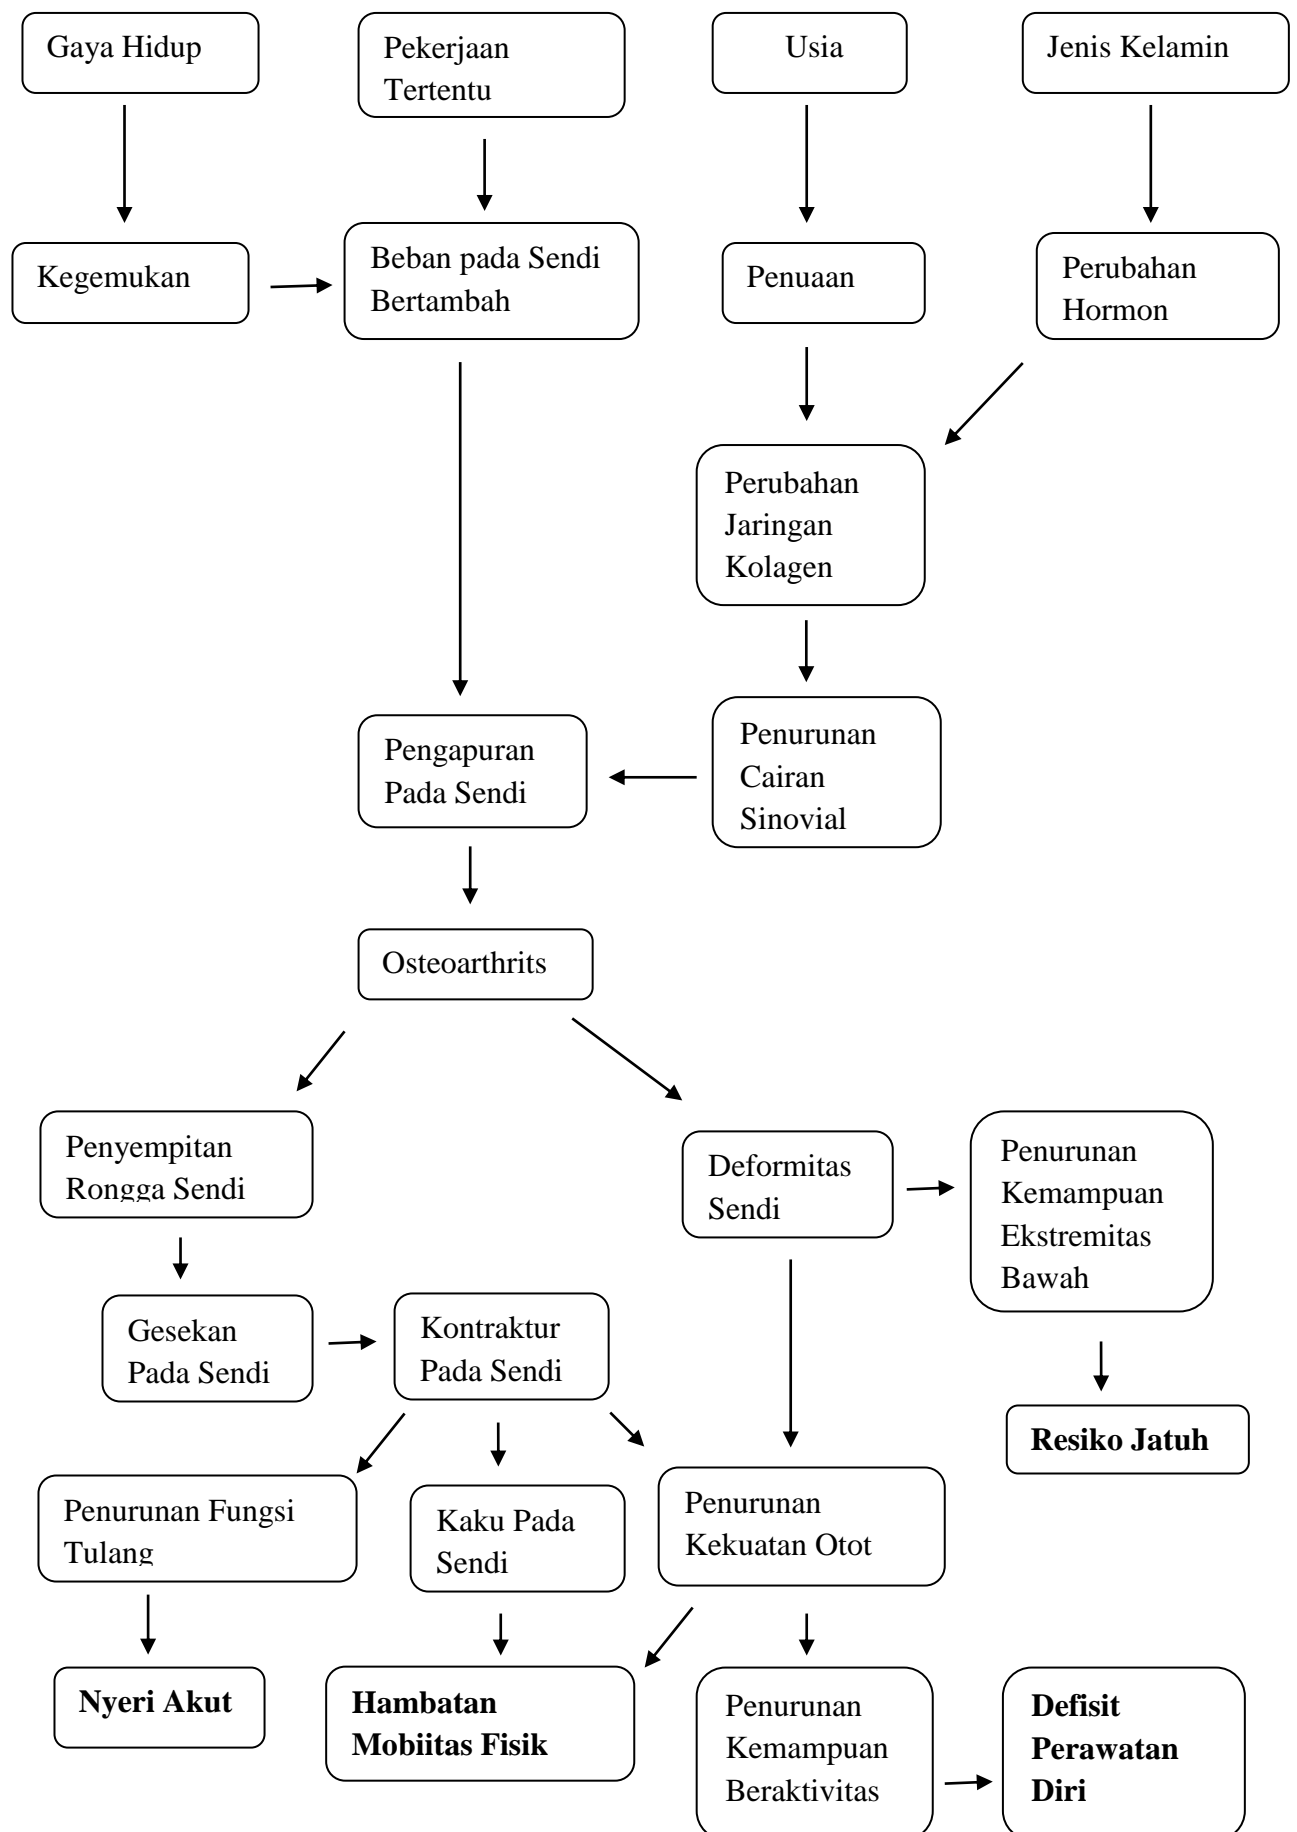 Gaya Hidup
Pekerjaan
Tertentu
Usia
Jenis Kelamin
Kegemukan
Beban pada Sendi
Bertambah
Penuaan
Perubahan
Hormon
Perubahan
Jaringan
Kolagen
Pengapuran
Pada Sendi
Penurunan
Cairan
Sinovial
Osteoarthrits
Penyempitan
Rongga Sendi
Deformitas
Sendi
Penurunan
Kemampuan
Ekstremitas
Bawah
Gesekan
Pada Sendi
Kontraktur
Pada Sendi
Resiko Jatuh
Penurunan Fungsi
Tulang
Kaku Pada
Sendi
Penurunan
Kekuatan Otot
Nyeri Akut
Hambatan
Mobiitas Fisik
Penurunan
Kemampuan
Beraktivitas
Defisit
Perawatan
Diri